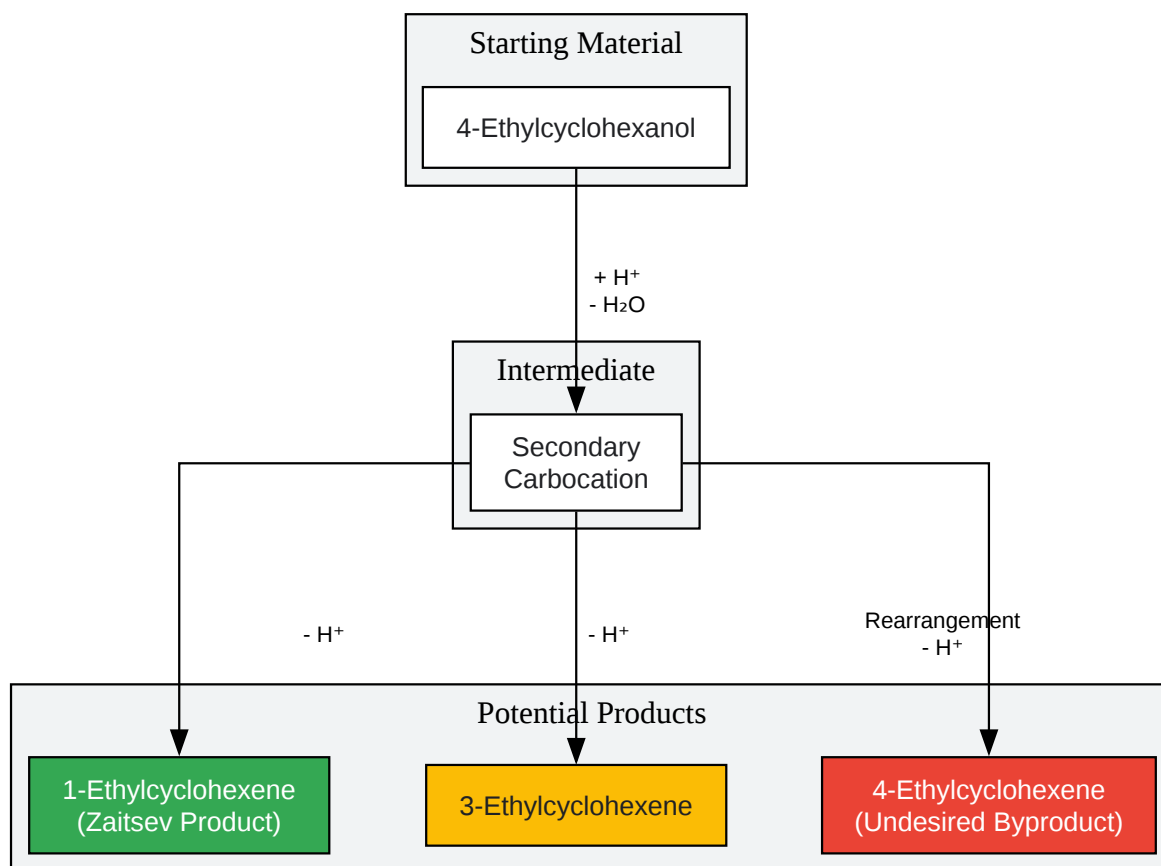 Starting Material
4-Ethylcyclohexanol
+ H⁺
- H₂O
Intermediate
Secondary
Carbocation
- H⁺
- H⁺
Rearrangement
- H⁺
Potential Products
1-Ethylcyclohexene
(Zaitsev Product)
3-Ethylcyclohexene
4-Ethylcyclohexene
(Undesired Byproduct)